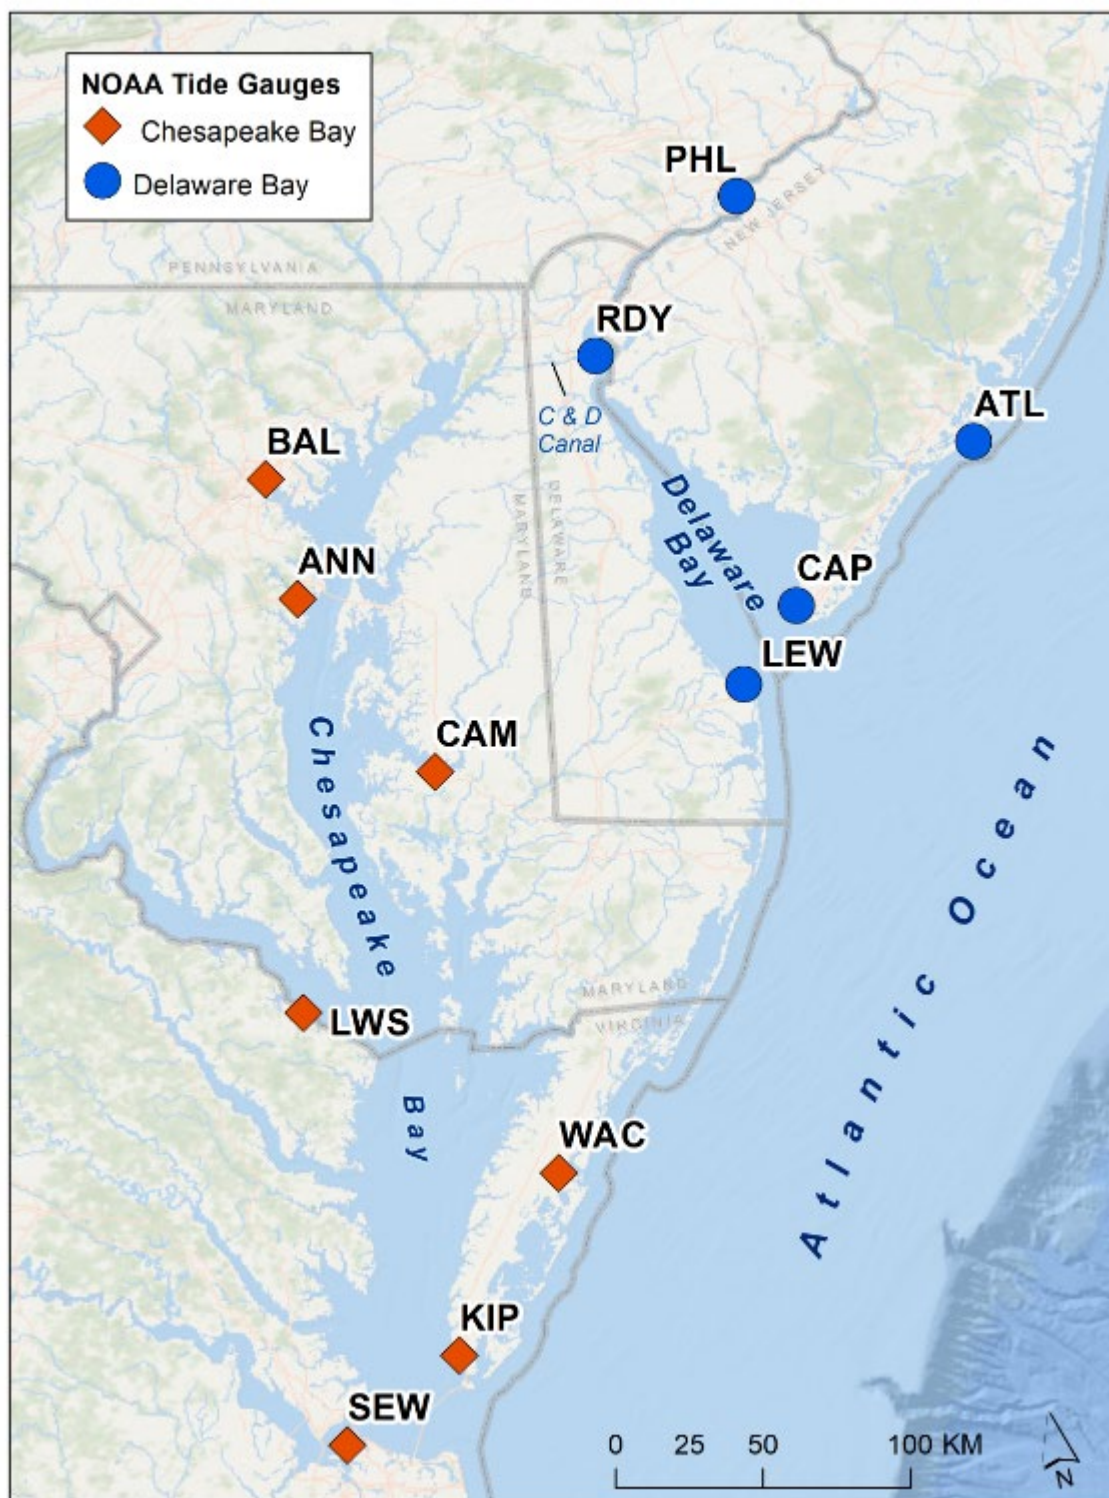 NOAA Tide Gauges
Chesapeake Bay
Delaware Bay
PHL
NEW JERSEY
PENNSYLVANIA
MARYLAND
RDY
C & D
Canal
ATL
BAL
Delaware
Bay
MARYLAND
DELAWARE
ANN
CAP
LEW
CAM
Chesapeake
Atlantic Ocean
MARYLAND
VIRGINIA
LWS
Bay
WAC
KIP
SEW
0 25 50 100 KM
N